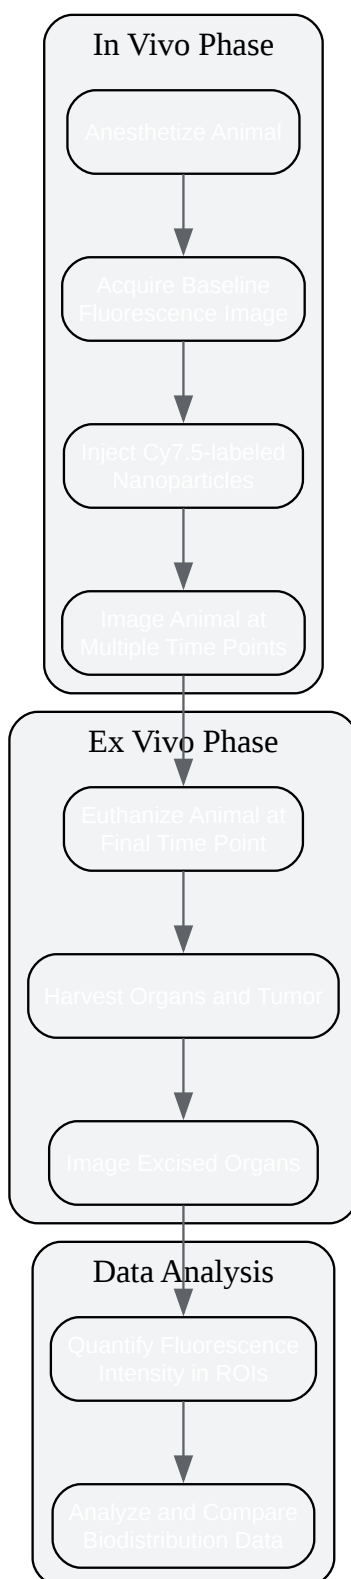 In Vivo Phase
Anesthetize Animal
Acquire Baseline
Fluorescence Image
Inject Cy7.5-labeled
Nanoparticles
Image Animal at
Multiple Time Points
Ex Vivo Phase
Euthanize Animal at
Final Time Point
Harvest Organs and Tumor
Image Excised Organs
Data Analysis
Quantify Fluorescence
Intensity in ROIs
Analyze and Compare
Biodistribution Data